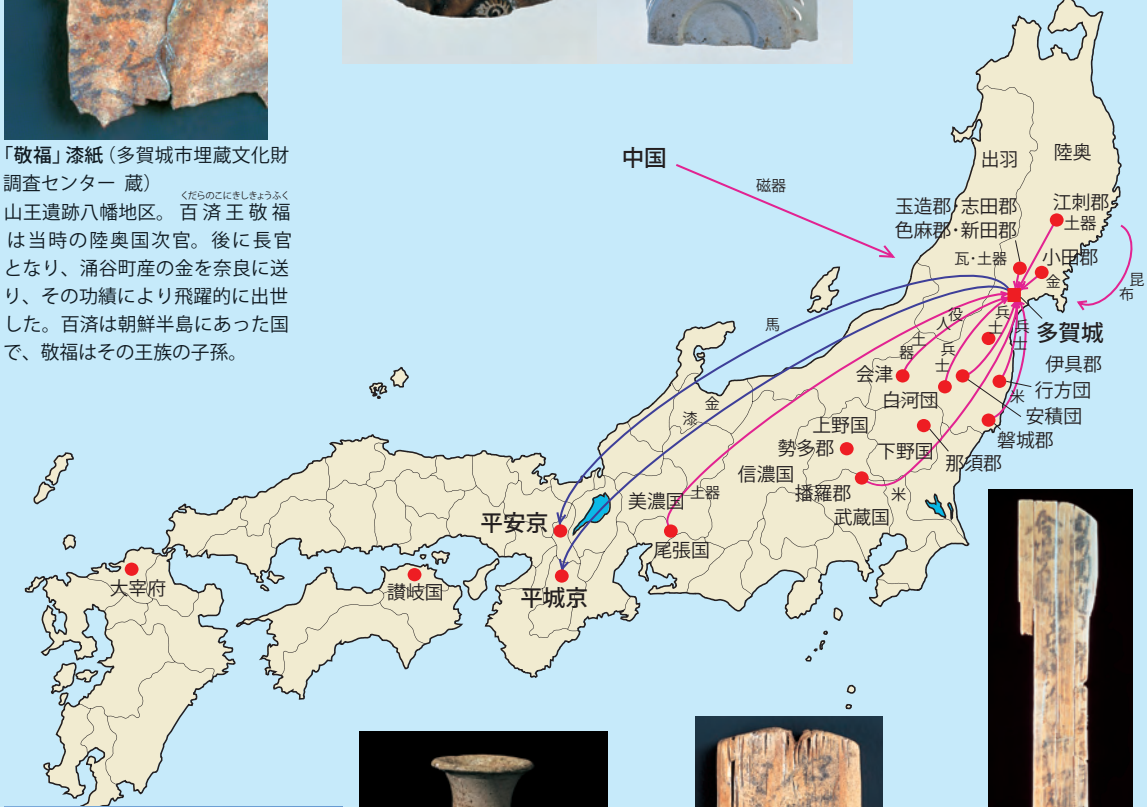 「敬福」漆紙（多賀城市埋蔵文化財
調査センター 蔵）
くだらのこにきしきょうふく
山王遺跡八幡地区。百済王敬福
は当時の陸奥国次官。後に長官
となり、涌谷町産の金を奈良に送
り、その功績により飛躍的に出世
した。百済は朝鮮半島にあった国
で、敬福はその王族の子孫。
中国
磁器
出羽
陸奥
玉造郡・志田郡
色麻郡・新田郡
瓦・土器
江刺郡
土器
小田郡
金
昆布
多賀城
馬
役人
兵士
兵士
土器
兵士
伊具郡
会津
白河団
行方団
米
安積団
磐城郡
金
漆
上野国
勢多郡
下野国
那須郡
信濃国
播羅郡
米
武蔵国
美濃国
土器
尾張国
平安京
平城京
讃岐国
大宰府